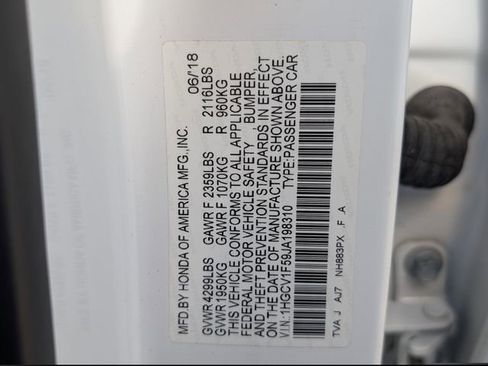 MFD.BY HONDA OF AMERICA MFG.,INC. 06/'18
GVWR 4299LBS GAWR F 2359LBS R 2116LBS
GVWR 1950KG GAWR F 1070KG R 960KG
THIS VEHICLE CONFORMS TO ALL APPLICABLE
FEDERAL MOTOR VEHICLE SAFETY , BUMPER,
AND THEFT PREVENTION STANDARDS IN EFFECT
ON THE DATE OF MANUFACTURE SHOWN ABOVE.
V.I.N.:1HGCV1F59JA198310 TYPE:PASSENGER CAR
TVA J AJ7 NH883PX F A